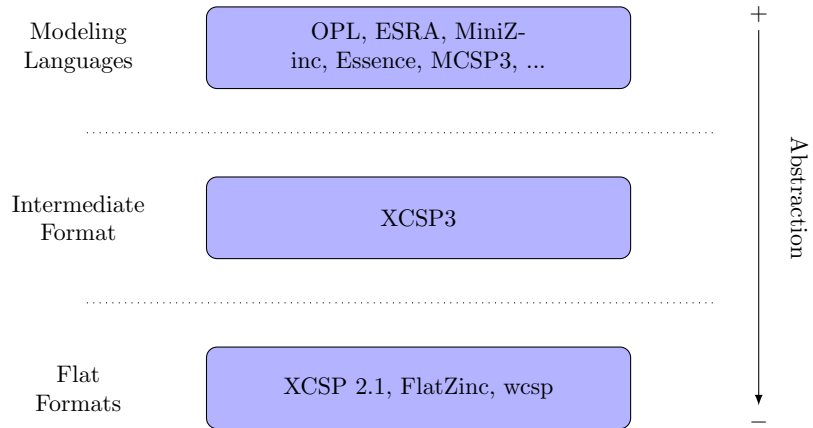 Modeling
Languages
OPL, ESRA, MiniZ-
inc, Essence, MCSP3, ...
+
Abstraction
Intermediate
Format
XCSP3
Flat
Formats
XCSP 2.1, FlatZinc, wcsp
−